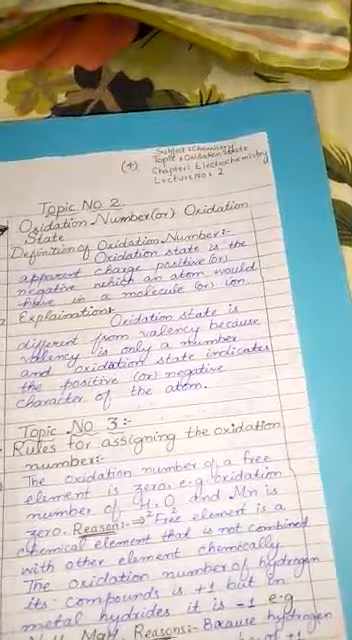 (4)
Subject: Chemistry
Topic: Oxidation State
Chapter: Electrochemistry
Lecture No: 2
Topic NO 2.
Oxidation Number (or) Oxidation
State
Definition of Oxidation Number:-
Oxidation state is the
apparent charge positive (or)
negative which an atom would
have in a molecule (or) ion.
Explaination:
Oxidation state is
different from valency because
valency is only a number
and oxidation state indicates
the positive (or) negative
character of the atom.
Topic NO 3:-
Rules for assigning the oxidation
number:-
The oxidation number of a free
element is zero. e.g oxidation
number of H₂ O₂ and Mn is
zero. Reason:- ⇒ Free element is a
chemical element that is not combined
with other element chemically
The oxidation number of hydrogen
its compounds is +1 but in
metal hydrides it is -1 e.g
Reasons:- Because hydrogen